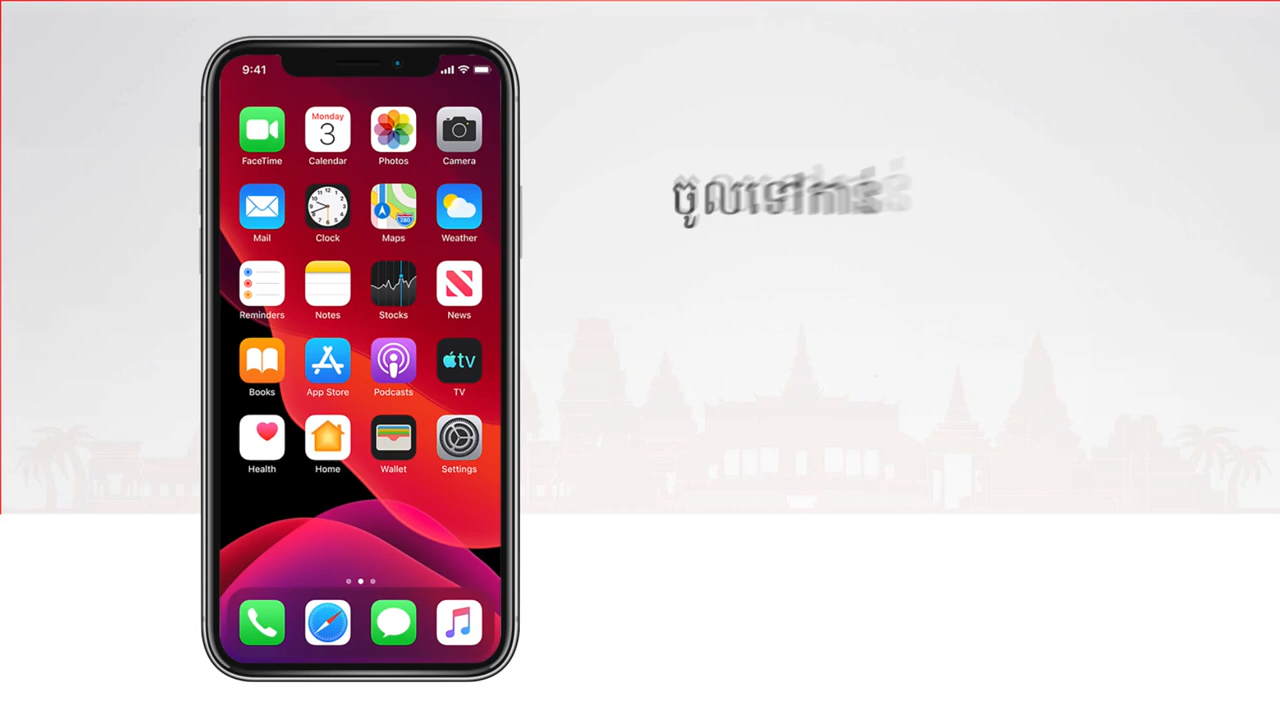 9:41
Monday
3
FaceTime Calendar Photos Camera
280
Mail Clock Maps Weather
Reminders Notes Stocks News
tv
Books App Store Podcasts TV
Health Home Wallet Settings
ចូលទៅកាន់